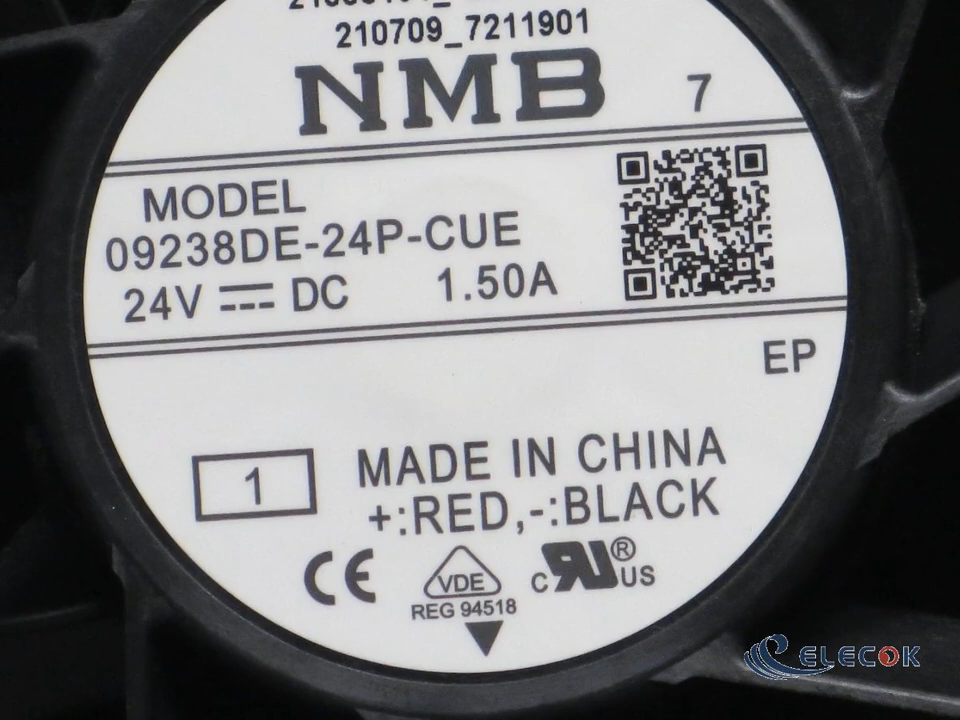 210709_7211901
NMB 7
MODEL
09238DE-24P-CUE
24V DC 1.50A
EP
1
MADE IN CHINA
+:RED,-:BLACK
CE VDE c RU ® US
REG 94518
ELECOK